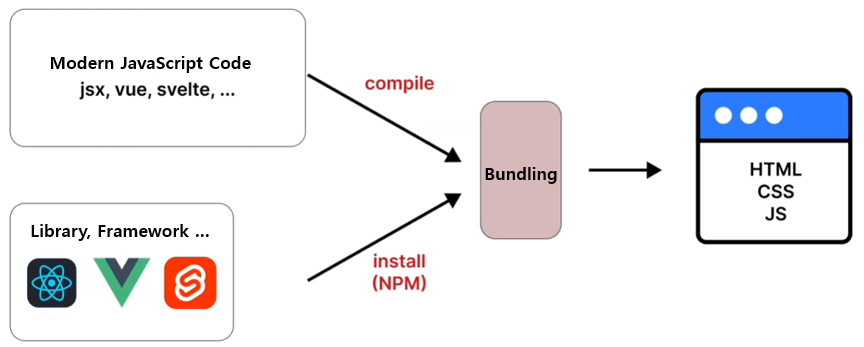 Modern JavaScript Code
jsx, vue, svelte, ...
compile
Library, Framework ...
install
(NPM)
Bundling
HTML
CSS
JS